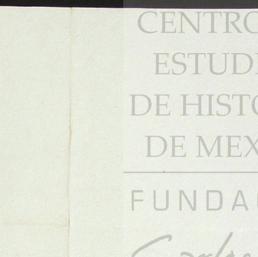 CENTRO
ESTUDI
DE HISTO
DE MEX
FUNDA